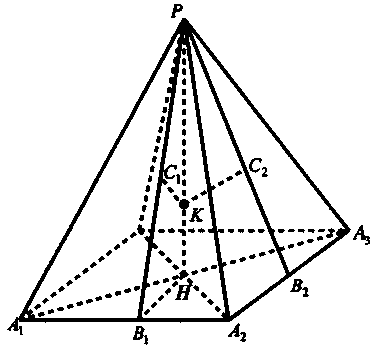 P
C₁
C₂
K
A₃
H
B₂
A₁
B₁
A₂